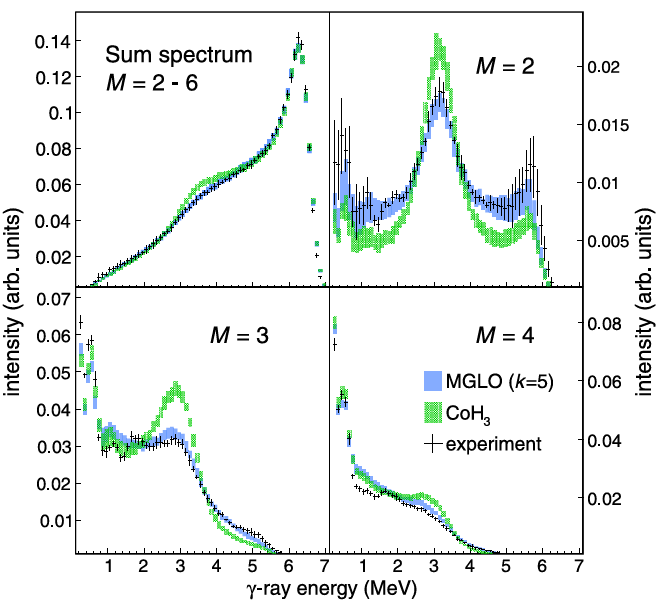 Sum spectrum
M = 2 - 6
0.14
0.12
0.1
0.08
0.06
0.04
0.02
M = 2
0.02
0.015
0.01
0.005
intensity (arb. units)
intensity (arb. units)
M = 3
0.07
0.06
0.05
0.04
0.03
0.02
0.01
M = 4
0.08
0.06
0.04
0.02
MGLO (k=5)
CoH3
experiment
1 2 3 4 5 6 7
1 2 3 4 5 6 7
γ-ray energy (MeV)